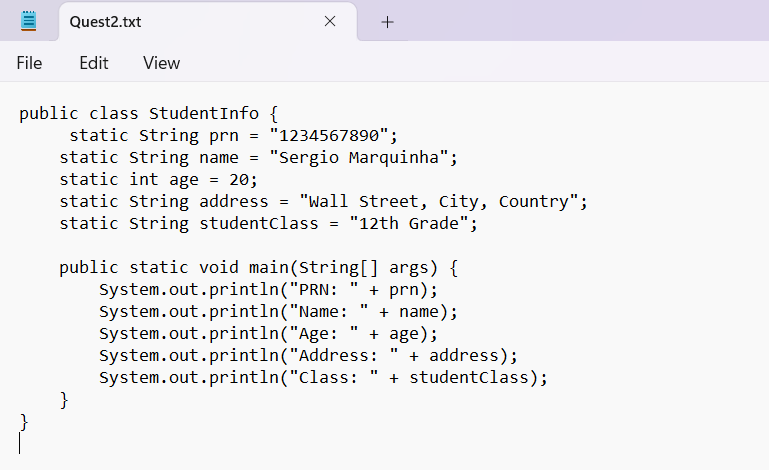 Quest2.txt
File Edit View
public class StudentInfo {
     static String prn = "1234567890";
    static String name = "Sergio Marquinha";
    static int age = 20;
    static String address = "Wall Street, City, Country";
    static String studentClass = "12th Grade";

    public static void main(String[] args) {
        System.out.println("PRN: " + prn);
        System.out.println("Name: " + name);
        System.out.println("Age: " + age);
        System.out.println("Address: " + address);
        System.out.println("Class: " + studentClass);
    }
}